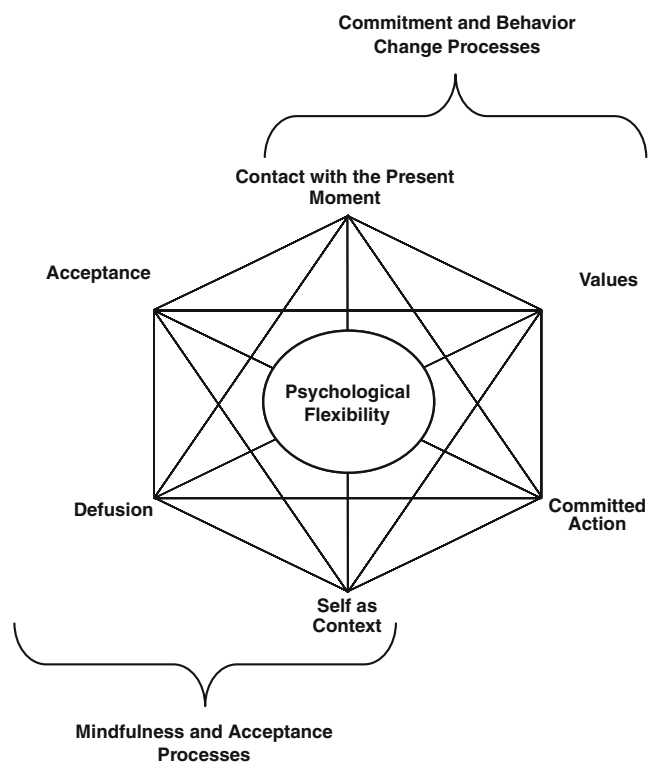 Commitment and Behavior
Change Processes
Contact with the Present
Moment
Acceptance
Values
Psychological
Flexibility
Defusion
Committed
Action
Self as
Context
Mindfulness and Acceptance
Processes